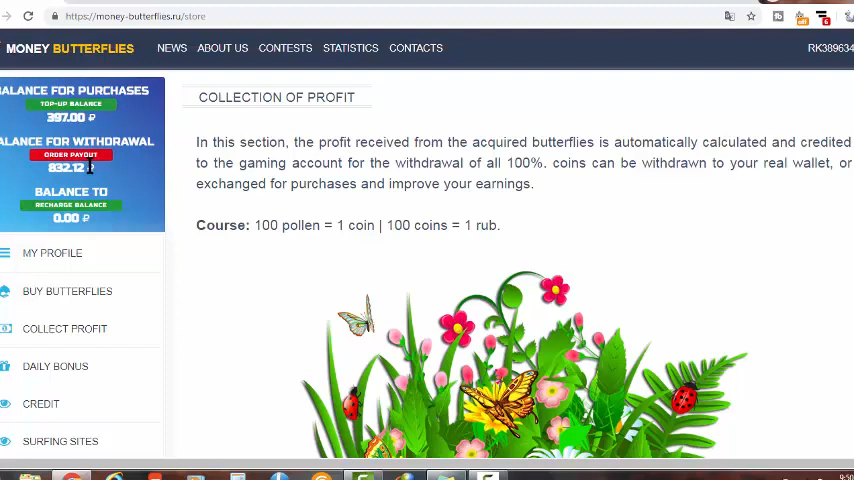 https://money-butterflies.ru/store
MONEY BUTTERFLIES NEWS ABOUT US CONTESTS STATISTICS CONTACTS RK389634
BALANCE FOR PURCHASES
TOP-UP BALANCE
397.00 ₽
ALANCE FOR WITHDRAWAL
ORDER PAYOUT
832.12 ₽
BALANCE TO
RECHARGE BALANCE
0.00 ₽
MY PROFILE
BUY BUTTERFLIES
COLLECT PROFIT
DAILY BONUS
CREDIT
SURFING SITES
COLLECTION OF PROFIT
In this section, the profit received from the acquired butterflies is automatically calculated and credited
to the gaming account for the withdrawal of all 100%. coins can be withdrawn to your real wallet, or
exchanged for purchases and improve your earnings.
Course: 100 pollen = 1 coin | 100 coins = 1 rub.
9:50